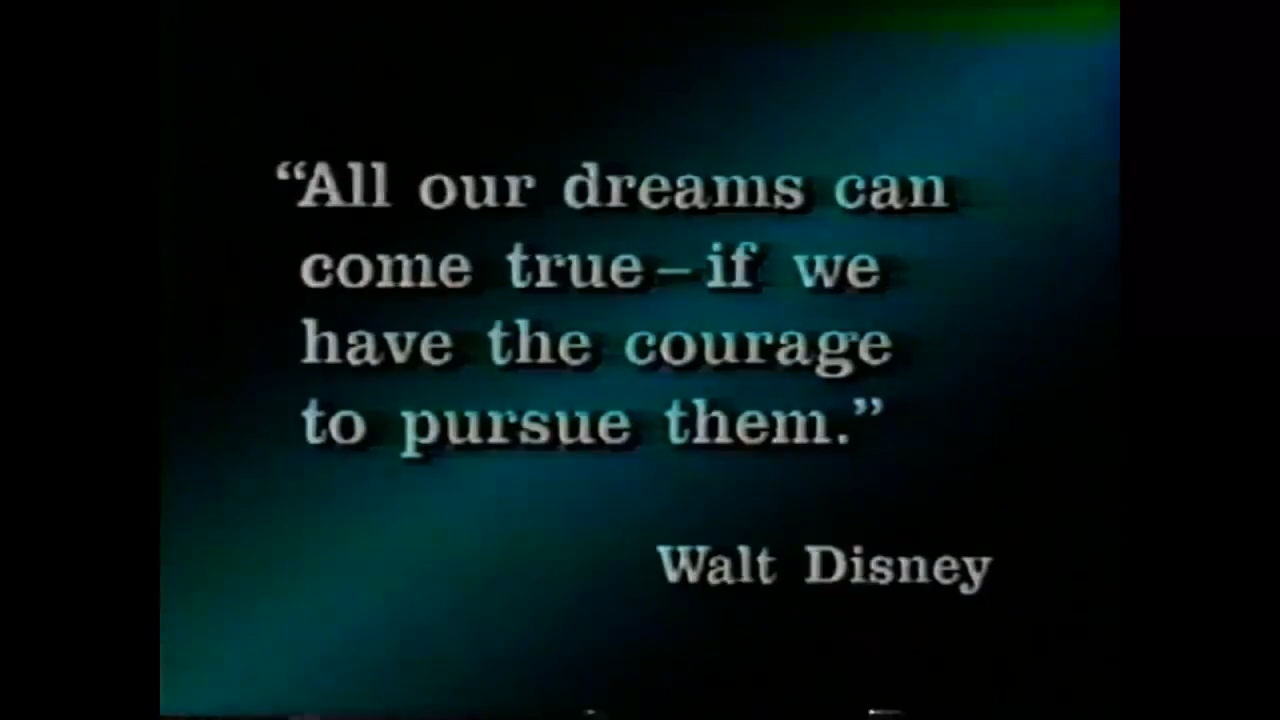 “All our dreams can
come true–if we
have the courage
to pursue them.”
Walt Disney